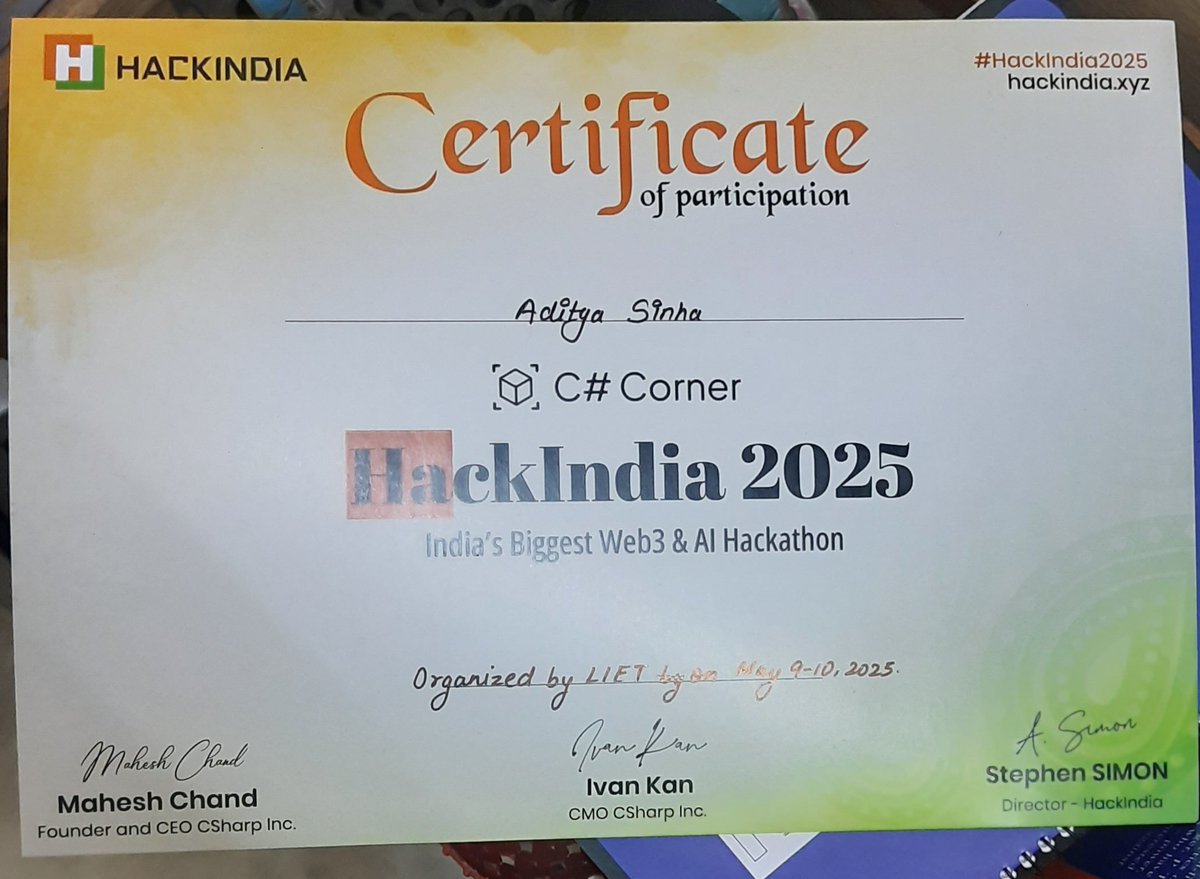 HACKINDIA
#HackIndia2025
hackindia.xyz
Certificate
of participation
Aditya Sinha
C# Corner
HackIndia 2025
India's Biggest Web3 & AI Hackathon
Organized by LIET on May 9-10, 2025.
Mahesh Chand
Mahesh Chand
Founder and CEO CSharp Inc.
Ivan Kan
Ivan Kan
CMO CSharp Inc.
A. Simon
Stephen SIMON
Director - HackIndia